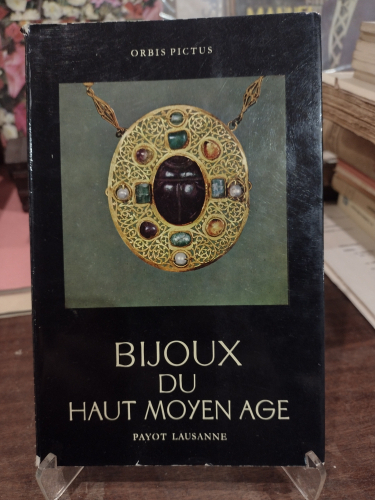 ORBIS PICTUS
BIJOUX
DU
HAUT MOYEN AGE
PAYOT LAUSANNE